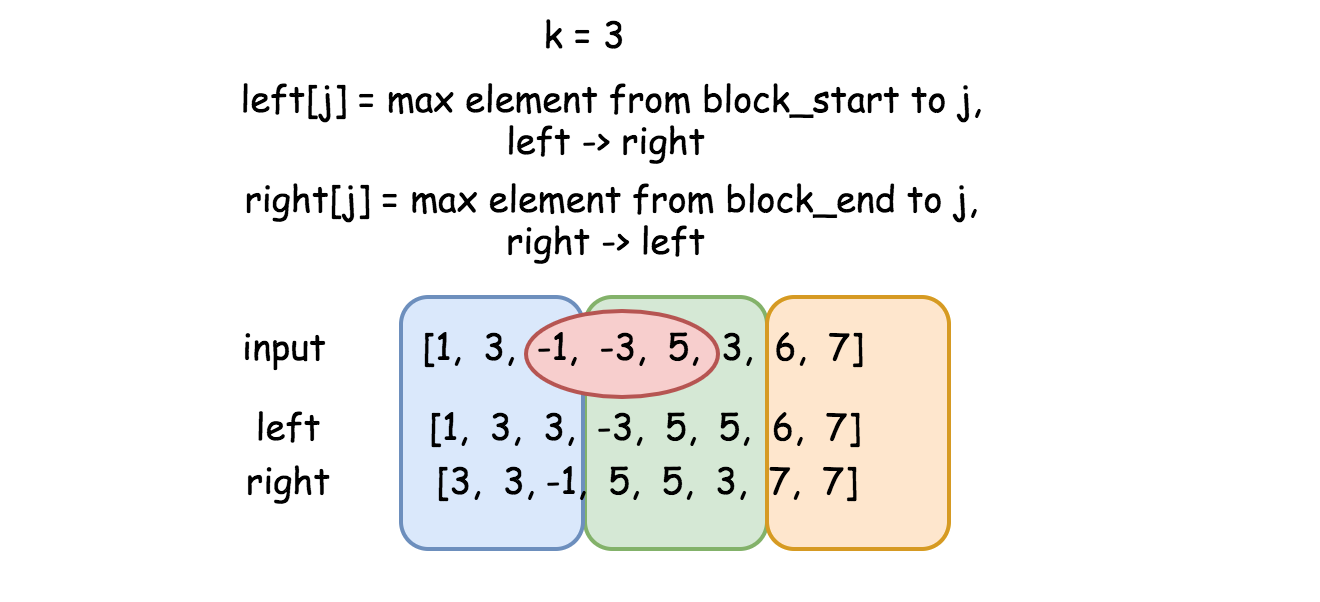 k = 3
left[j] = max element from block_start to j,
left -> right
right[j] = max element from block_end to j,
right -> left
input [1, 3, -1, -3, 5, 3, 6, 7]
left [1, 3, 3, -3, 5, 5, 6, 7]
right [3, 3, -1, 5, 5, 3, 7, 7]